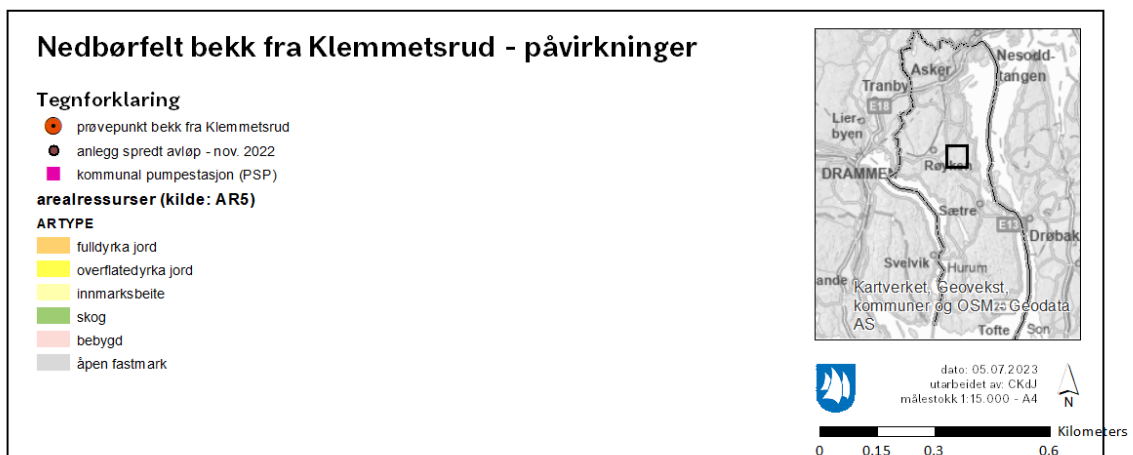 Nedbørfelt bekk fra Klemmetsrud - påvirkninger
Tegnforklaring
prøvepunkt bekk fra Klemmetsrud
anlegg spredt avløp - nov. 2022
kommunal pumpestasjon (PSP)
arealressurser (kilde: AR5)
ARTYPE
fulldyrka jord
overflatedyrka jord
innmarksbeite
skog
bebygd
åpen fastmark
Nesodd-
tangen
Asker
Tranby
E18
Lier-
byen
Røyken
DRAMMEN
Sætre
E13
Drøbak
Svelvik
Hurum
ande
Kartverket, Geovekst,
kommuner og OSM - Geodata
AS
Tofte
Son
dato: 05.07.2023
utarbeidet av: CKdJ
målestokk 1:15.000 - A4
N
Kilometers
0 0.15 0.3 0.6